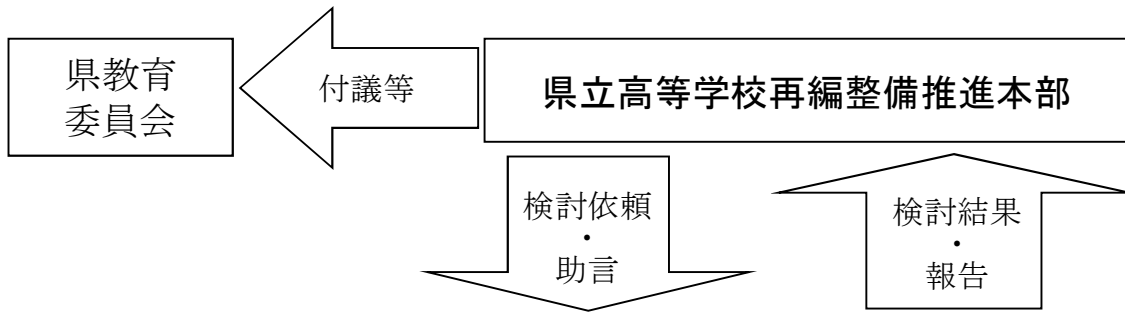 県教育
委員会
付議等
県立高等学校再編整備推進本部
検討依頼
・
助言
検討結果
・
報告